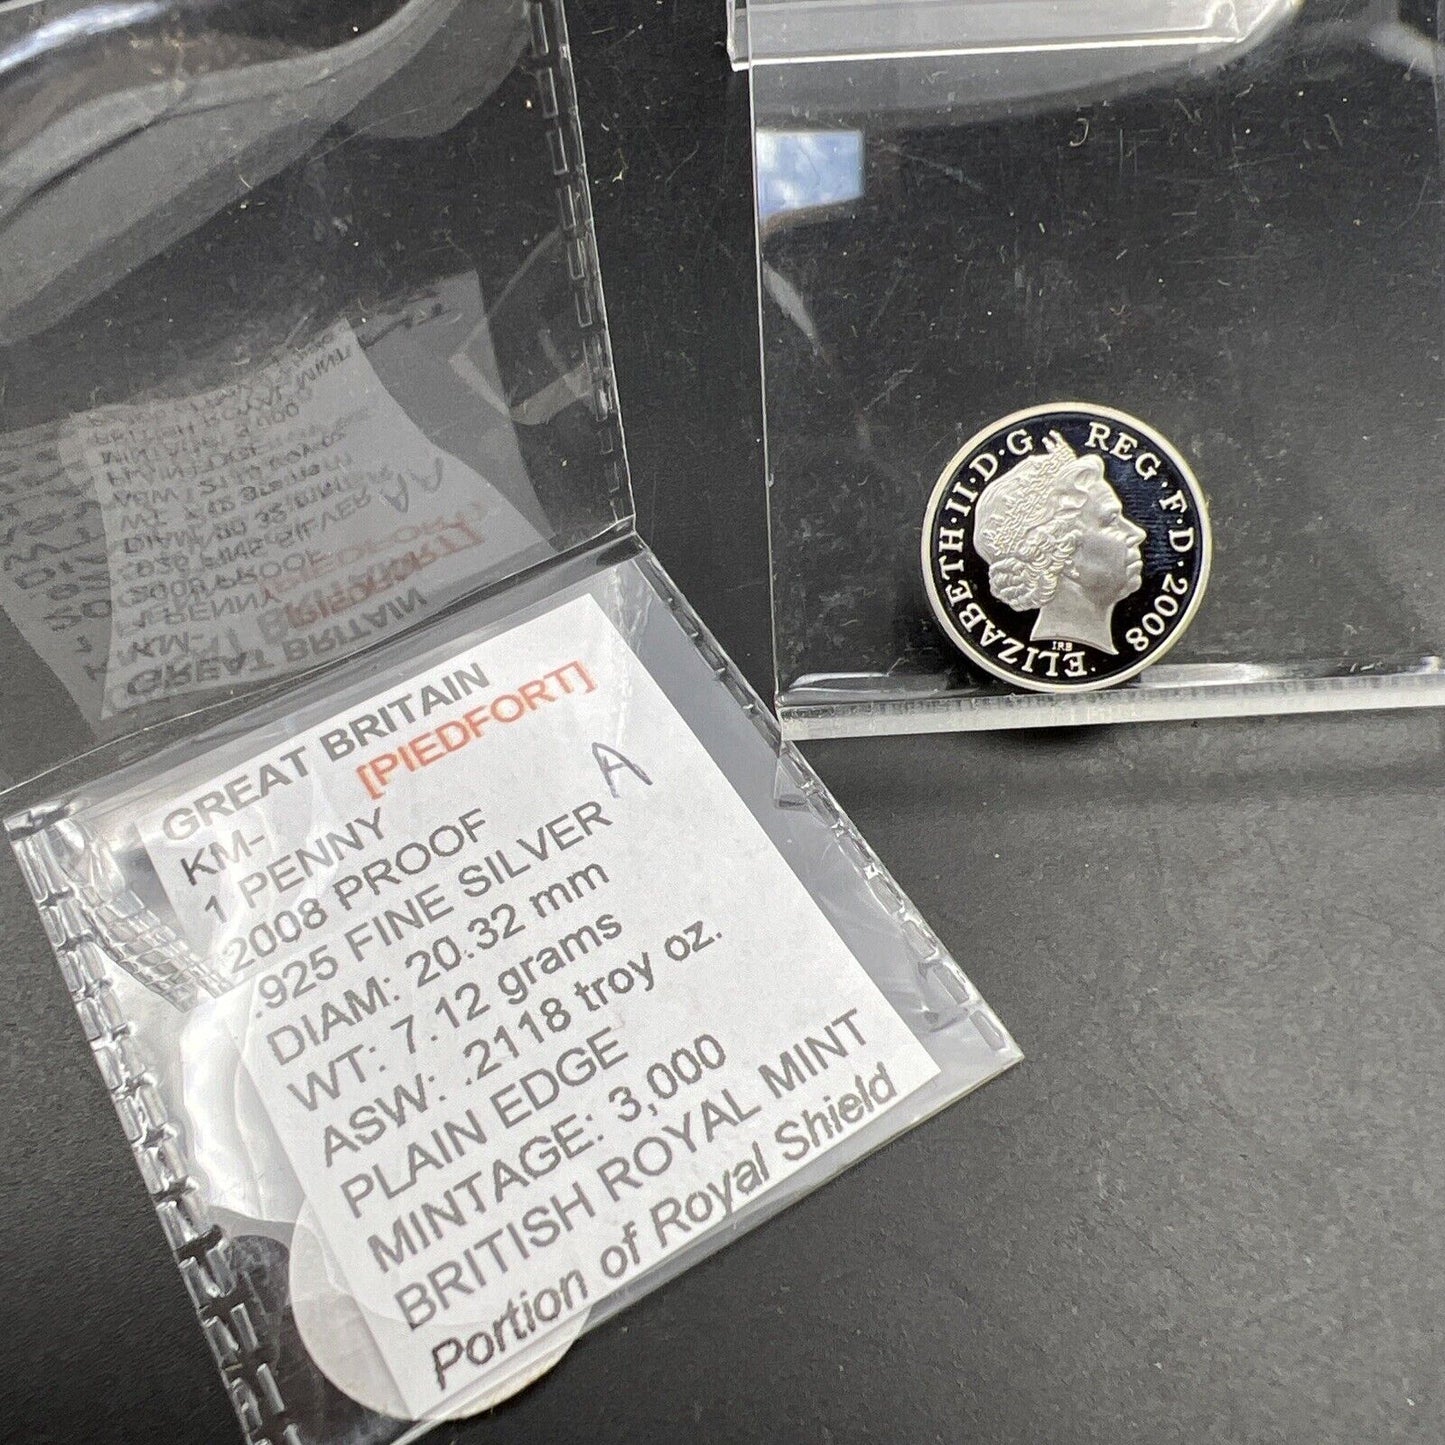 GREAT BRITAIN
[PIEDFORT]
KM-
1 PENNY
2008 PROOF
.925 FINE SILVER
A
DIAM: 20.32 mm
WT: 7.12 grams
ASW: .2118 troy oz.
PLAIN EDGE
MINTAGE: 3,000
BRITISH ROYAL MINT
Portion of Royal Shield
ELIZABETH·II·D·G REG·F·D·2008
IRB